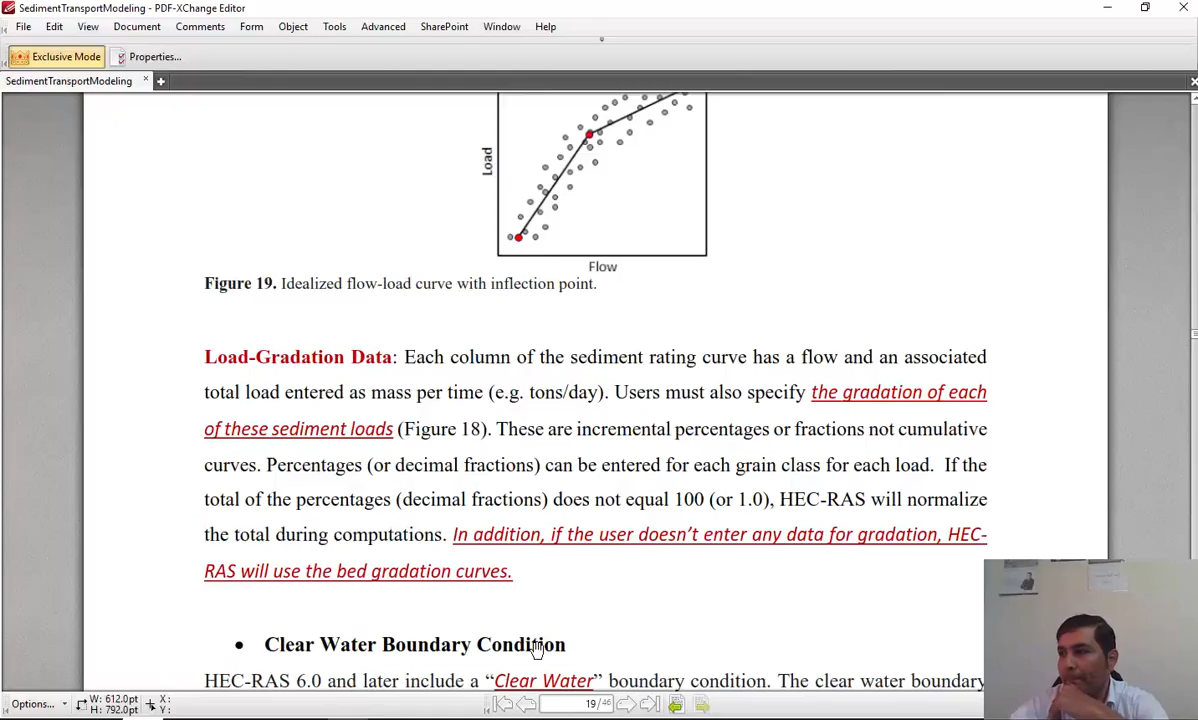 SedimentTransportModeling - PDF-XChange Editor
File Edit View Document Comments Form Object Tools Advanced SharePoint Window Help
Exclusive Mode Properties...
SedimentTransportModeling
Load
Flow
Figure 19. Idealized flow-load curve with inflection point.
Load-Gradation Data: Each column of the sediment rating curve has a flow and an associated
total load entered as mass per time (e.g. tons/day). Users must also specify the gradation of each
of these sediment loads (Figure 18). These are incremental percentages or fractions not cumulative
curves. Percentages (or decimal fractions) can be entered for each grain class for each load. If the
total of the percentages (decimal fractions) does not equal 100 (or 1.0), HEC-RAS will normalize
the total during computations. In addition, if the user doesn't enter any data for gradation, HEC-
RAS will use the bed gradation curves.
• Clear Water Boundary Condition
HEC-RAS 6.0 and later include a “Clear Water” boundary condition. The clear water boundary
Options... W: 612.0pt X: 19 / 46
H: 792.0pt Y: